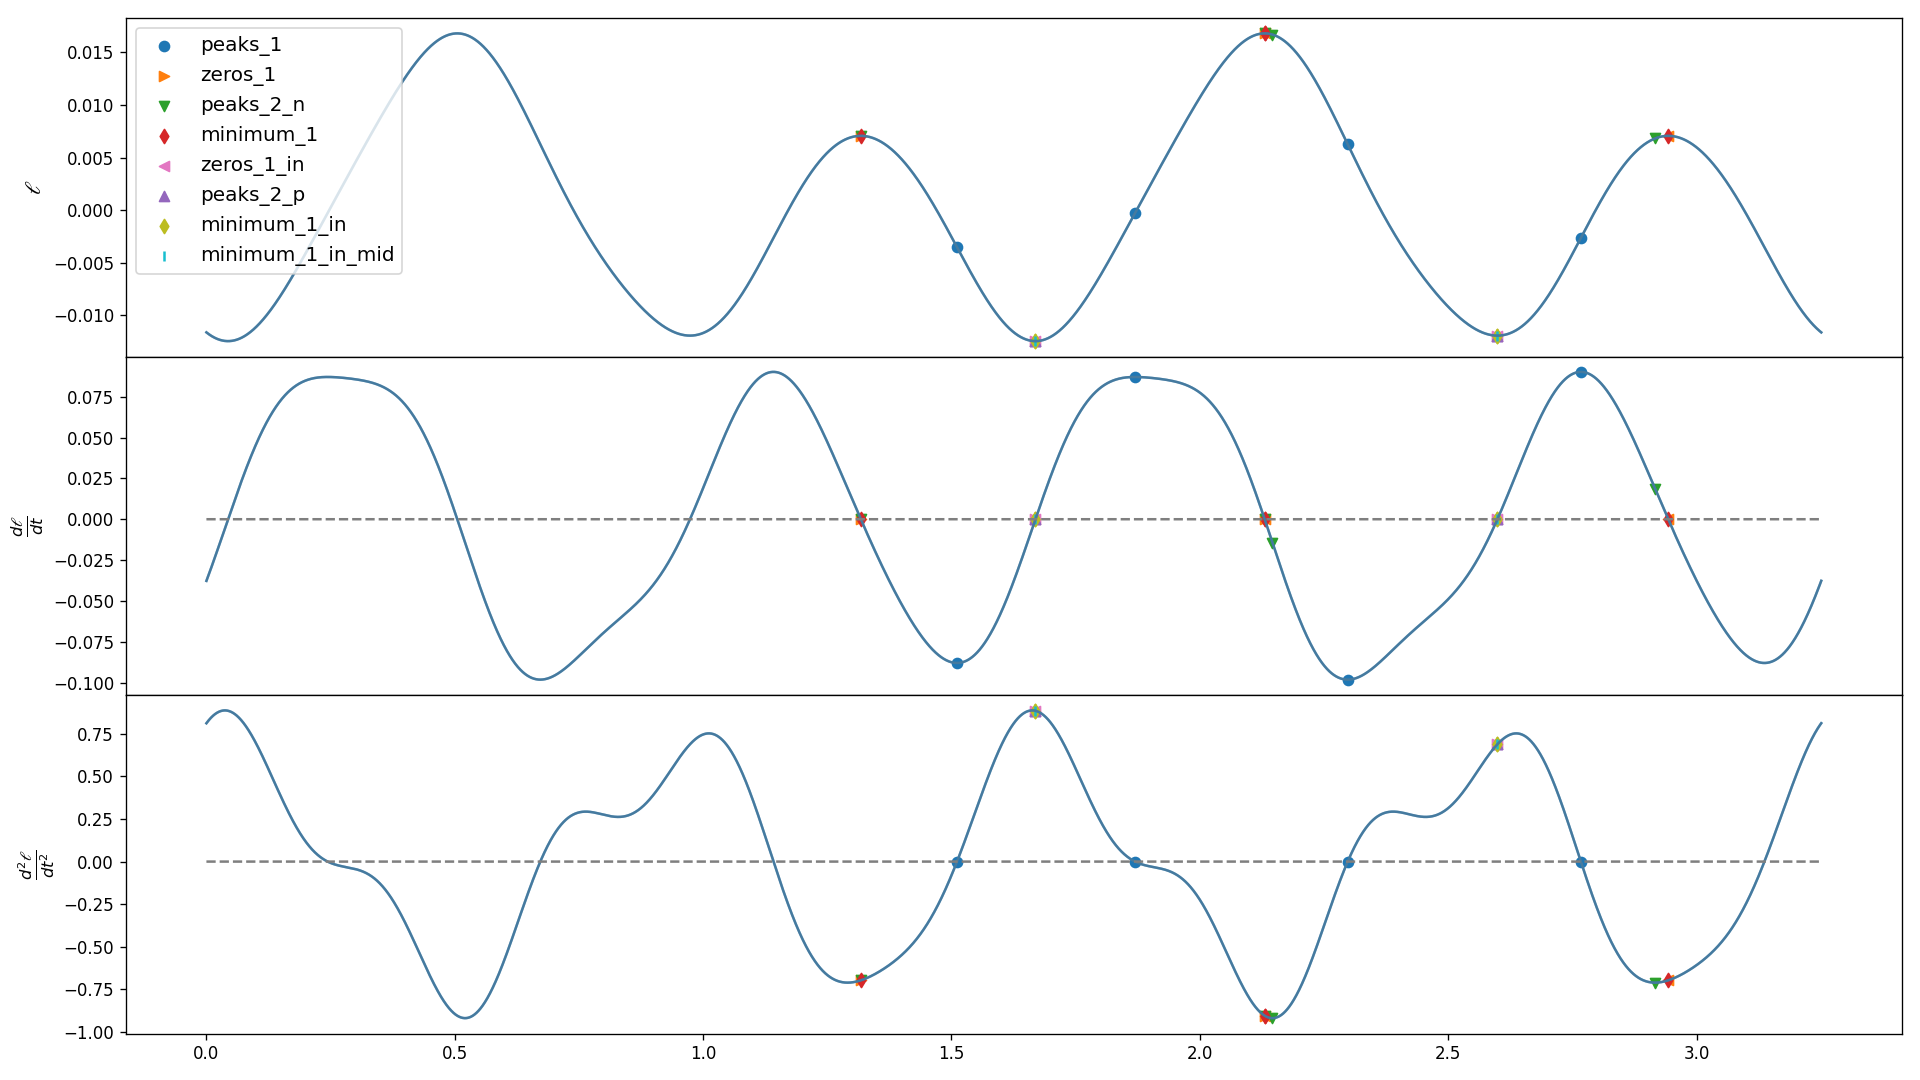 peaks_1
zeros_1
peaks_2_n
minimum_1
zeros_1_in
peaks_2_p
minimum_1_in
minimum_1_in_mid
0.015
0.010
0.005
0.000
−0.005
−0.010
ℓ
0.075
0.050
0.025
0.000
−0.025
−0.050
−0.075
−0.100
dℓ
dt
0.75
0.50
0.25
0.00
−0.25
−0.50
−0.75
−1.00
d²ℓ
dt²
0.0 0.5 1.0 1.5 2.0 2.5 3.0